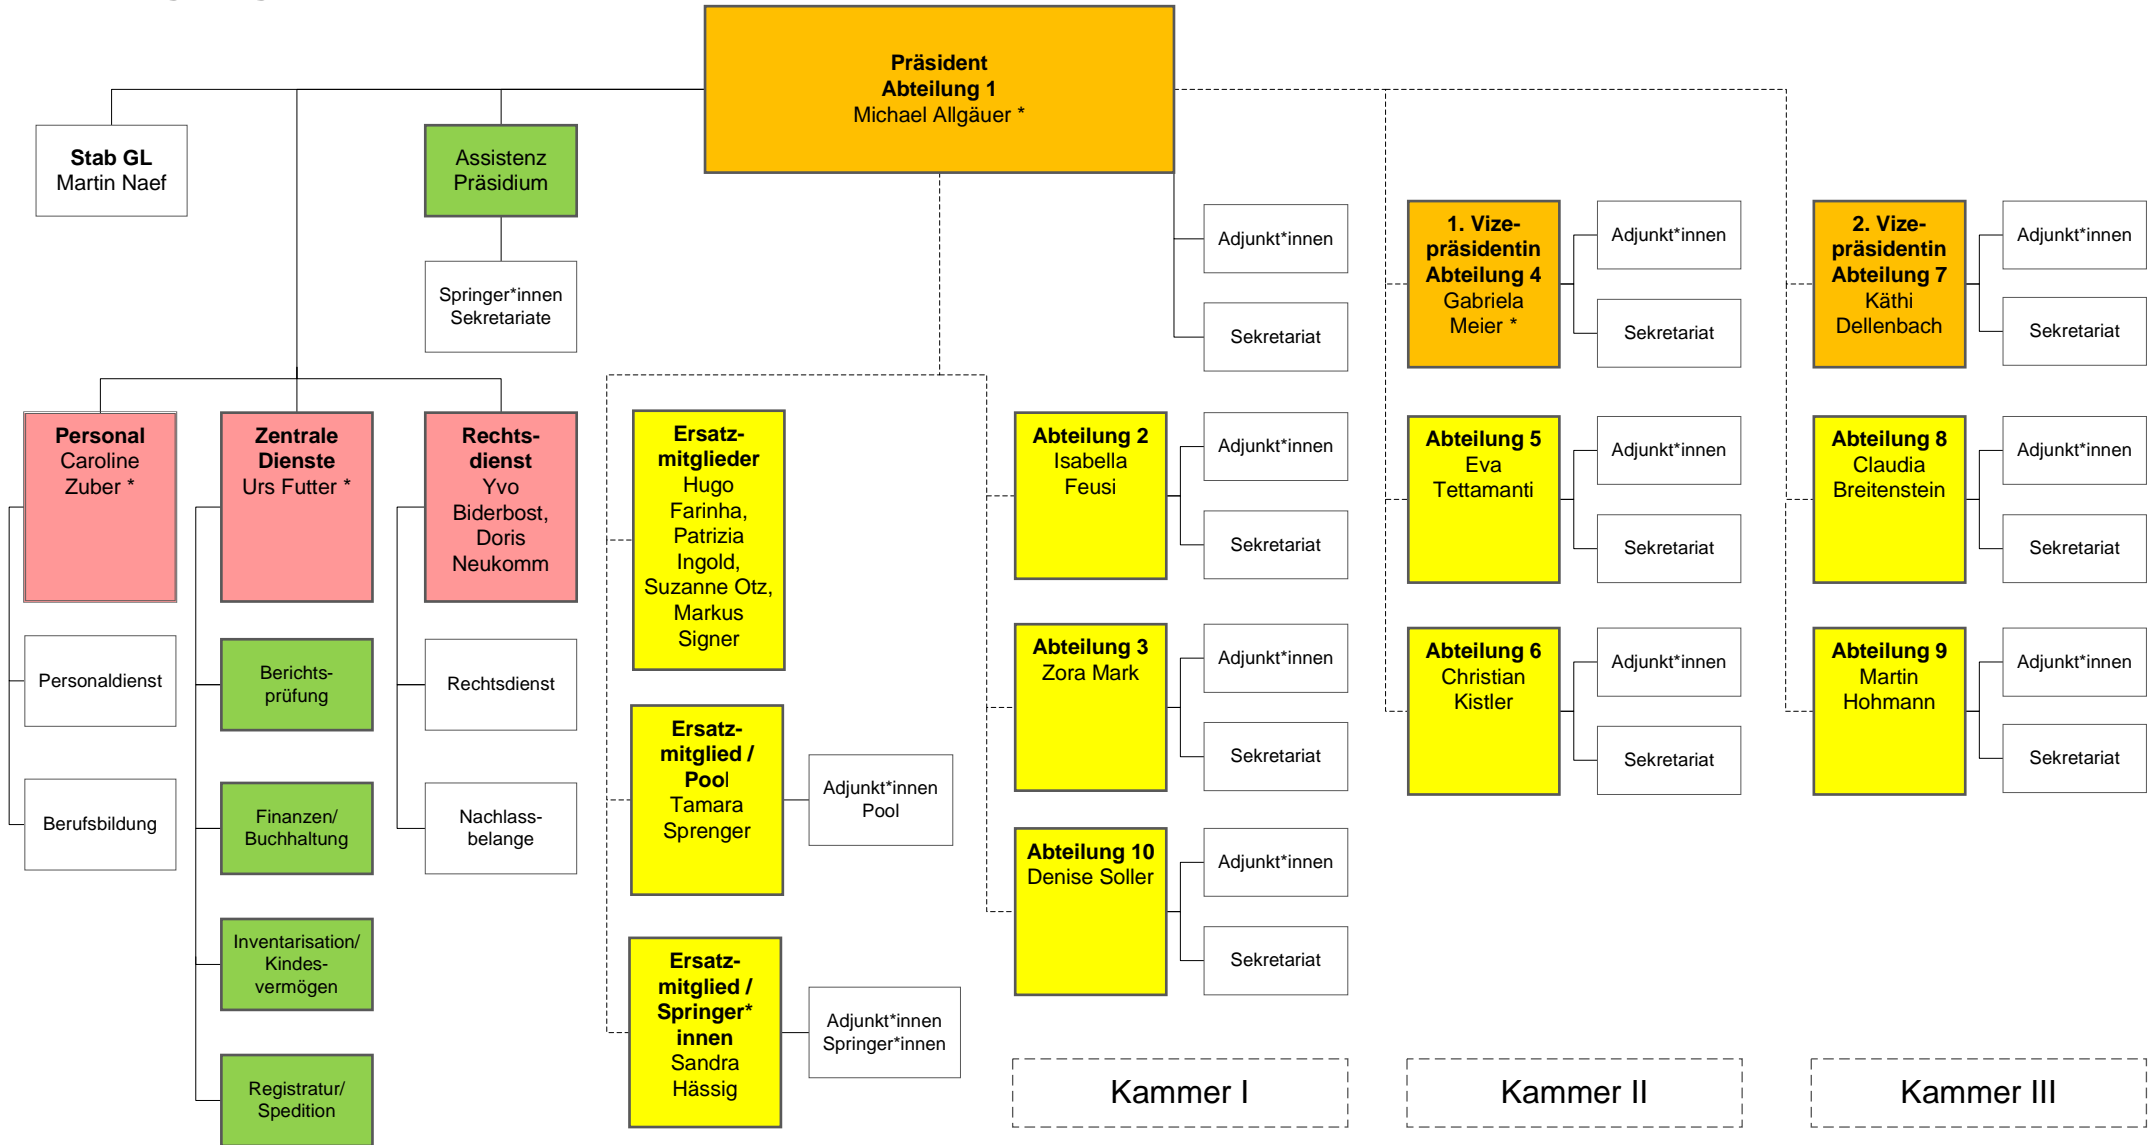 Präsident
Abteilung 1
Michael Allgäuer *
Stab GL
Martin Naef
Assistenz
Präsidium
Springer*innen
Sekretariate
Adjunkt*innen
Sekretariat
1. Vize-
präsidentin
Abteilung 4
Gabriela
Meier *
Adjunkt*innen
Sekretariat
2. Vize-
präsidentin
Abteilung 7
Käthi
Dellenbach
Adjunkt*innen
Sekretariat
Personal
Caroline
Zuber *
Zentrale
Dienste
Urs Futter *
Rechts-
dienst
Yvo
Biderbost,
Doris
Neukomm
Ersatz-
mitglieder
Hugo
Farinha,
Patrizia
Ingold,
Suzanne Otz,
Markus
Signer
Abteilung 2
Isabella
Feusi
Adjunkt*innen
Sekretariat
Abteilung 5
Eva
Tettamanti
Adjunkt*innen
Sekretariat
Abteilung 8
Claudia
Breitenstein
Adjunkt*innen
Sekretariat
Personaldienst
Berichts-
prüfung
Rechtsdienst
Abteilung 3
Zora Mark
Adjunkt*innen
Sekretariat
Abteilung 6
Christian
Kistler
Adjunkt*innen
Sekretariat
Abteilung 9
Martin
Hohmann
Adjunkt*innen
Sekretariat
Berufsbildung
Finanzen/
Buchhaltung
Nachlass-
belange
Ersatz-
mitglied /
Pool
Tamara
Sprenger
Adjunkt*innen
Pool
Abteilung 10
Denise Soller
Adjunkt*innen
Sekretariat
Inventarisation/
Kindes-
vermögen
Ersatz-
mitglied /
Springer*
innen
Sandra
Hässig
Adjunkt*innen
Springer*innen
Registratur/
Spedition
Kammer I
Kammer II
Kammer III